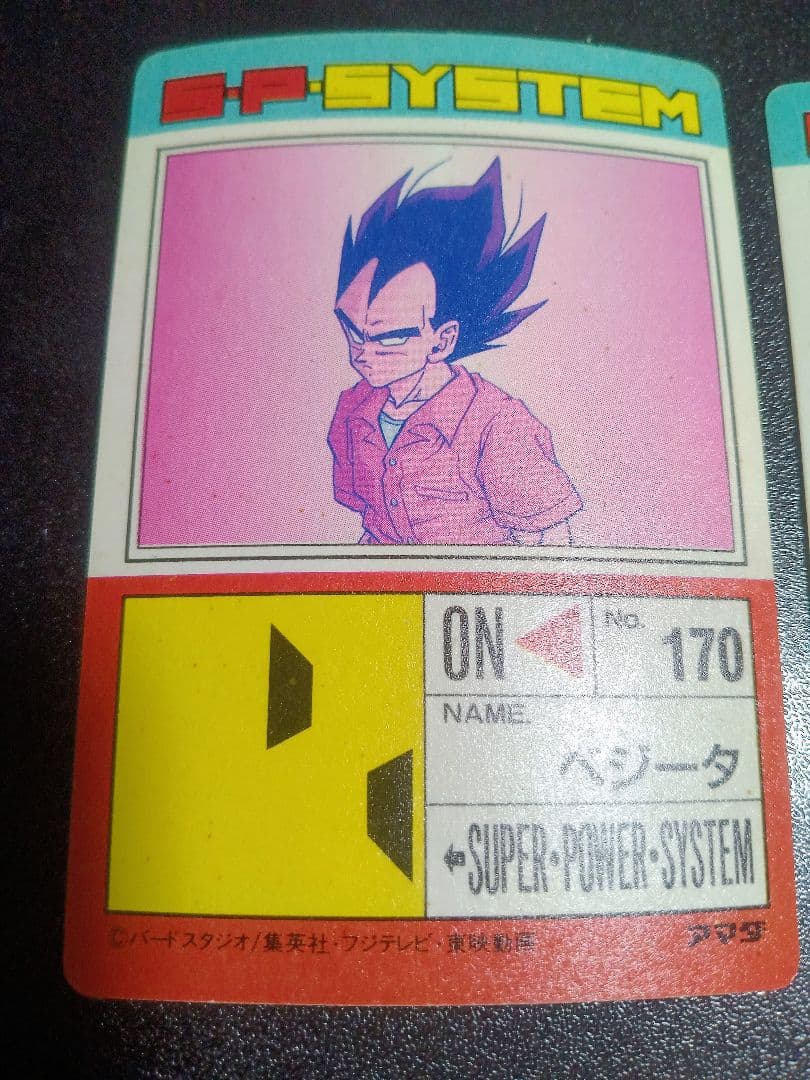 S·P·SYSTEM
ON
No.
170
NAME.
ベジータ
←SUPER·POWER·SYSTEM
©バードスタジオ/集英社・フジテレビ・東映動画
アマダ